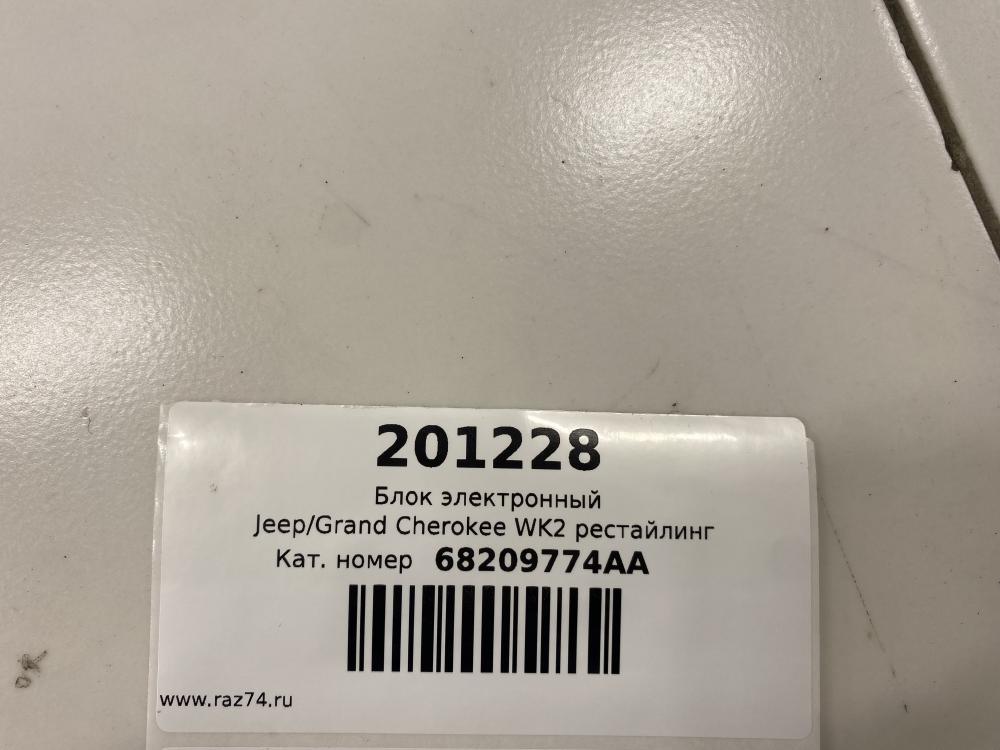 201228
Блок электронный
Jeep/Grand Cherokee WK2 рестайлинг
Кат. номер 68209774AA
www.raz74.ru